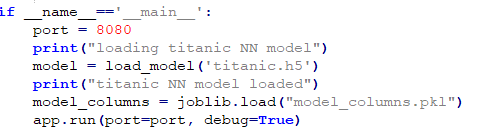 if __name__=='__main__':
    port = 8080
    print("loading titanic NN model")
    model = load_model('titanic.h5')
    print("titanic NN model loaded")
    model_columns = joblib.load("model_columns.pkl")
    app.run(port=port, debug=True)